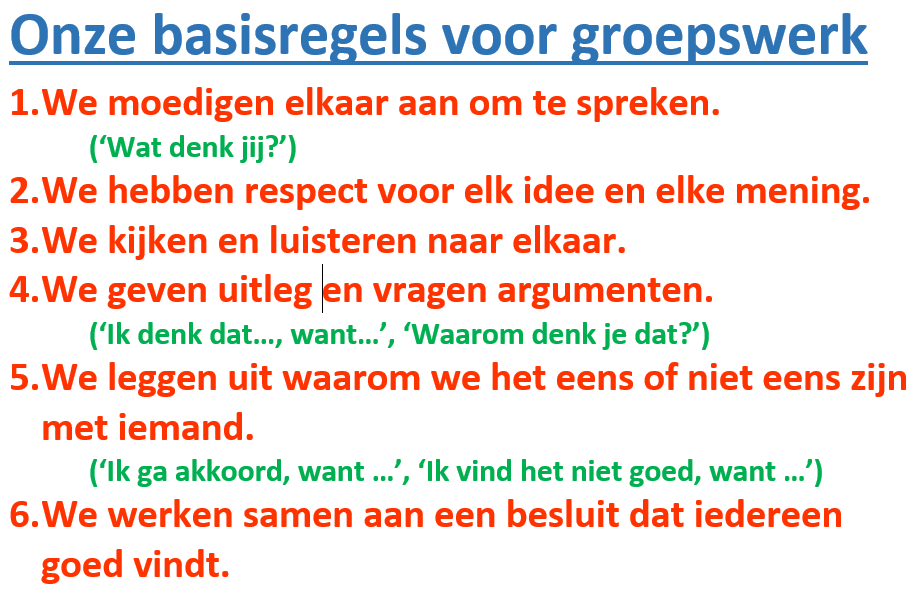 Onze basisregels voor groepswerk
1.We moedigen elkaar aan om te spreken.
(‘Wat denk jij?’)
2.We hebben respect voor elk idee en elke mening.
3.We kijken en luisteren naar elkaar.
4.We geven uitleg en vragen argumenten.
(‘Ik denk dat…, want…’, ‘Waarom denk je dat?’)
5.We leggen uit waarom we het eens of niet eens zijn
met iemand.
(‘Ik ga akkoord, want …’, ‘Ik vind het niet goed, want …’)
6.We werken samen aan een besluit dat iedereen
goed vindt.